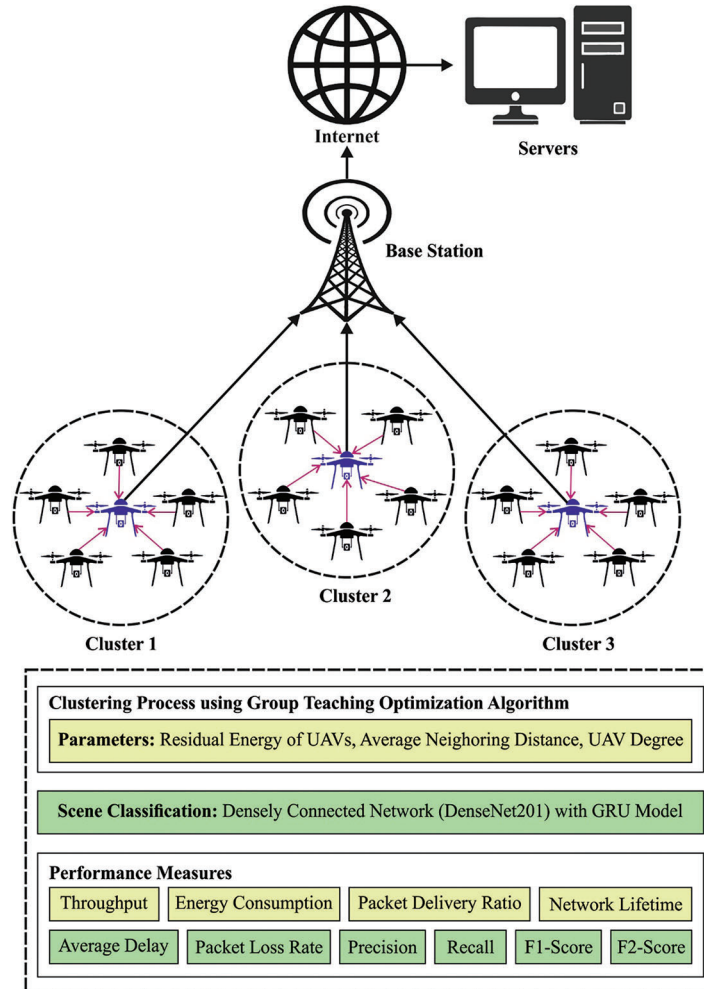 Internet
Servers
Base Station
Cluster 1
Cluster 2
Cluster 3
Clustering Process using Group Teaching Optimization Algorithm
Parameters: Residual Energy of UAVs, Average Neighoring Distance, UAV Degree
Scene Classification: Densely Connected Network (DenseNet201) with GRU Model
Performance Measures
Throughput Energy Consumption Packet Delivery Ratio Network Lifetime
Average Delay Packet Loss Rate Precision Recall F1-Score F2-Score